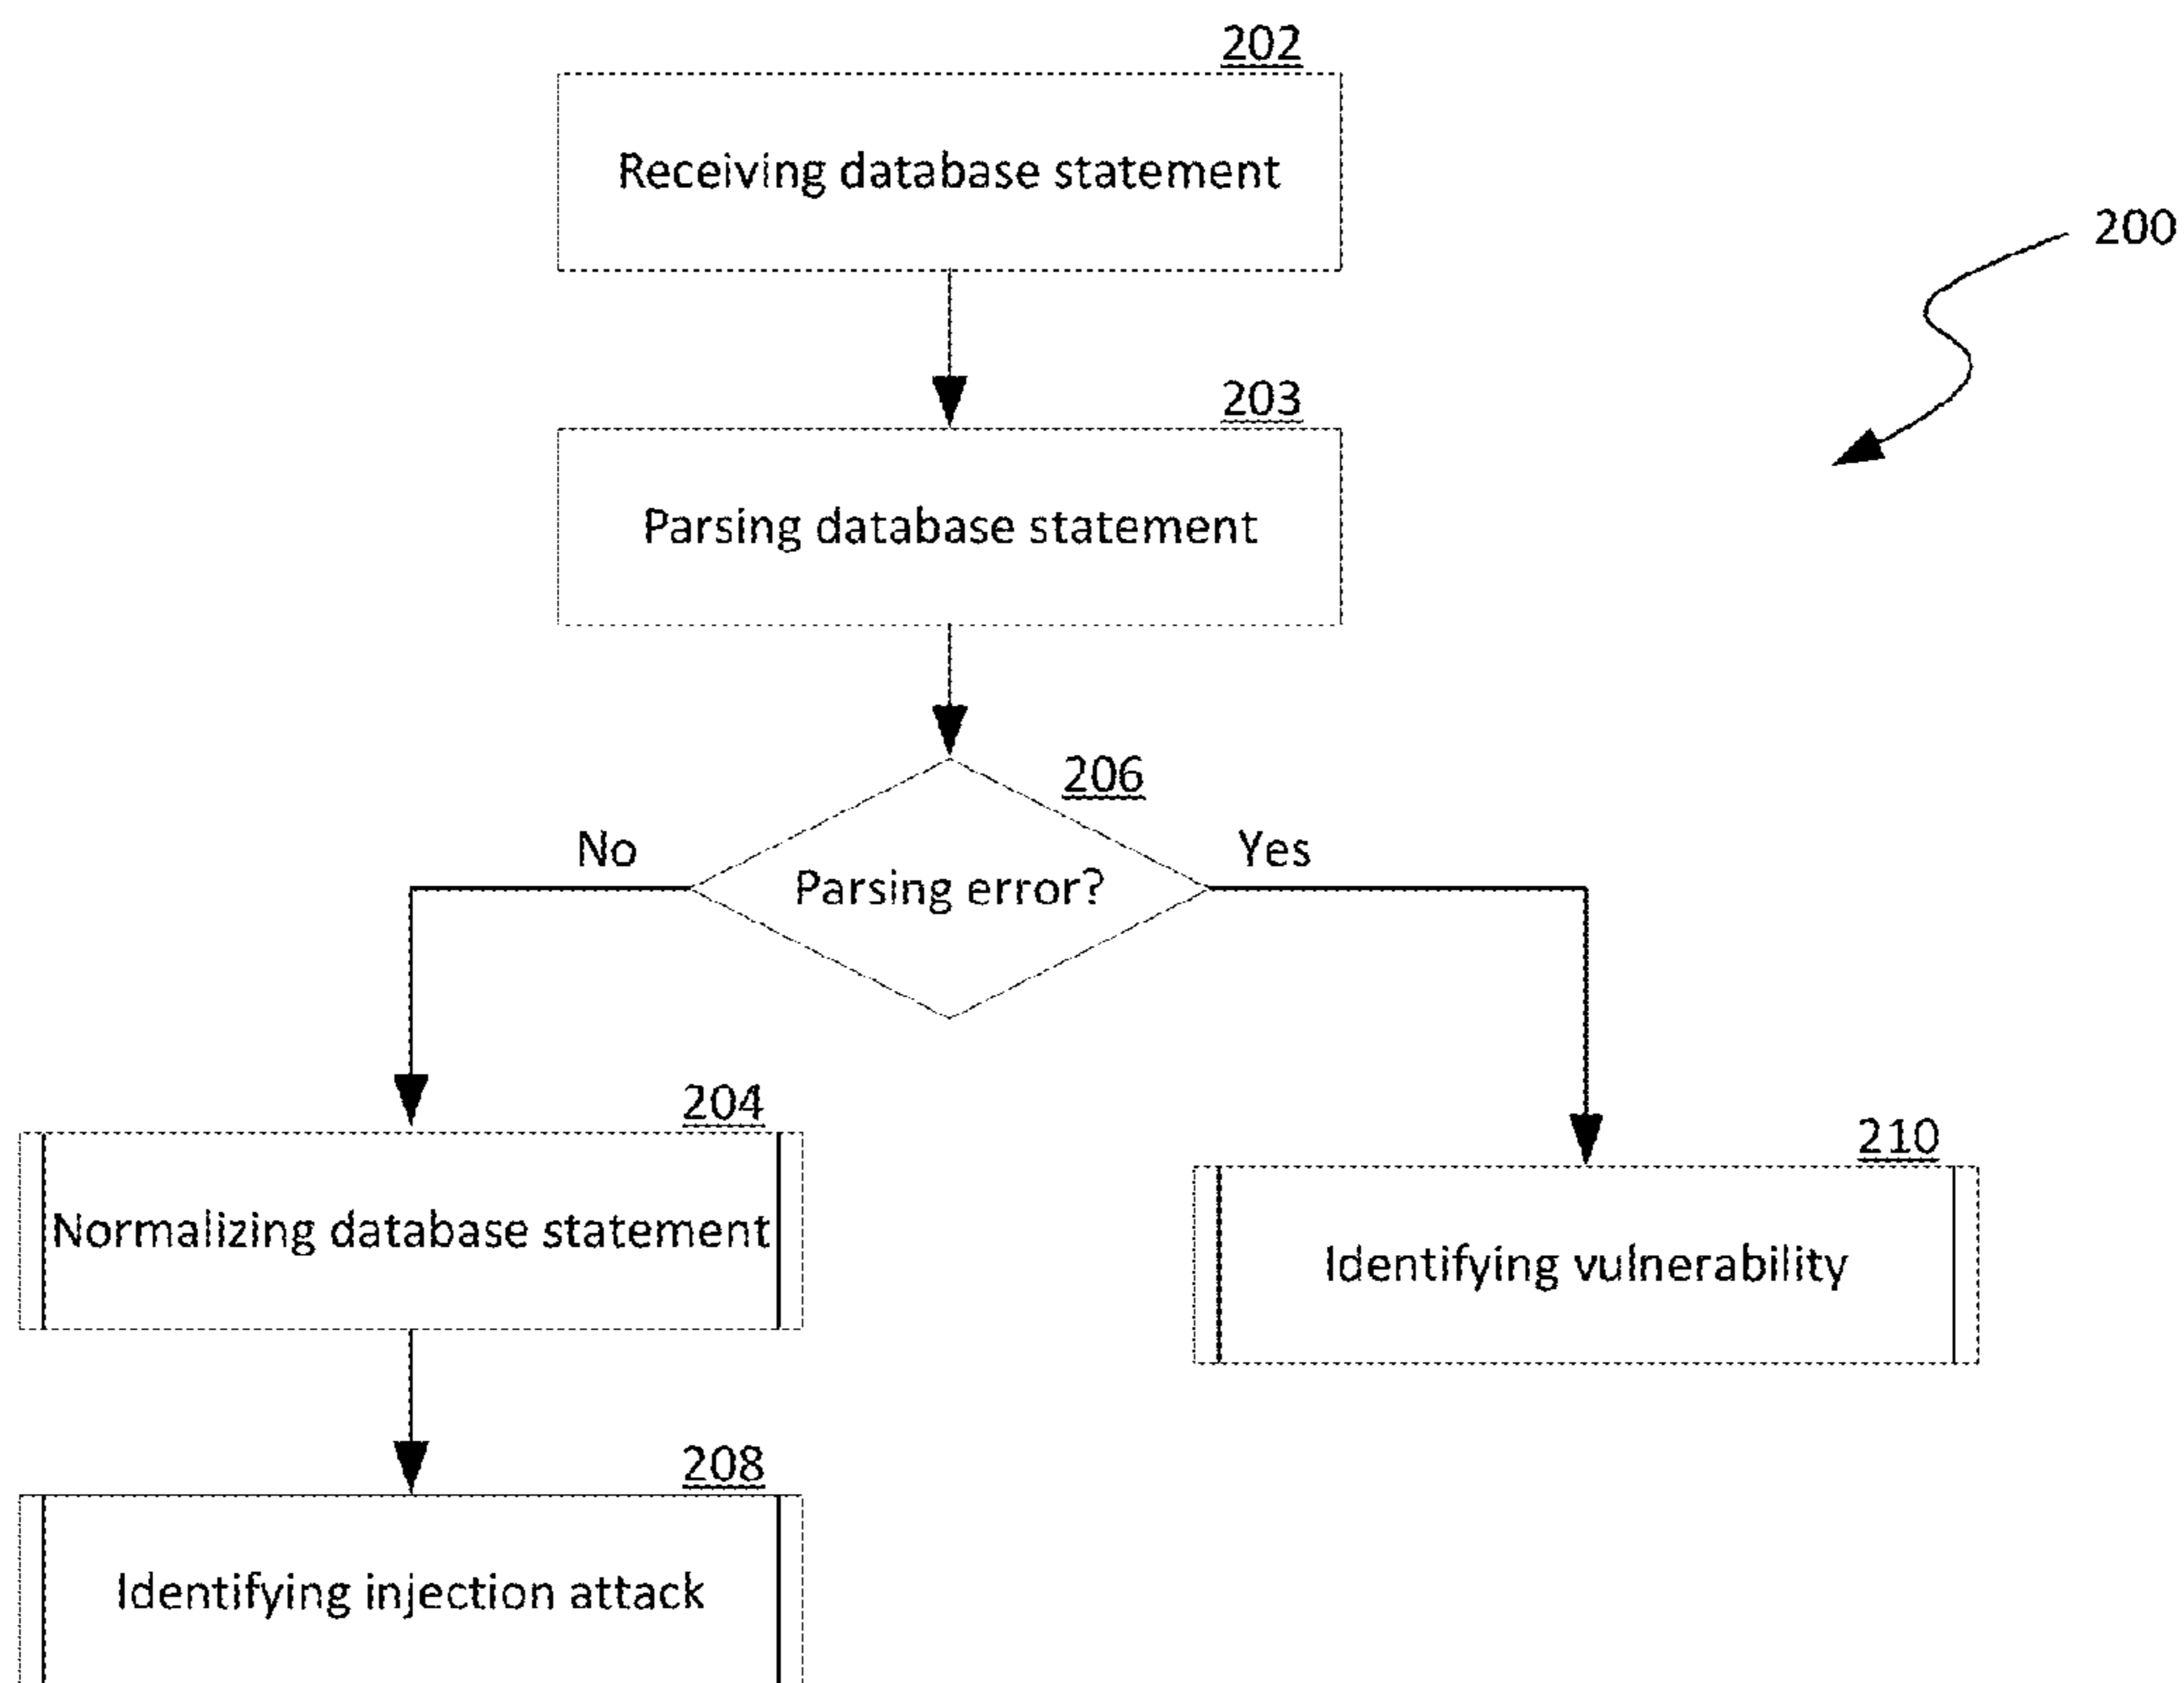 202
Receiving database statement
200
203
Parsing database statement
206
No
Yes
Parsing error?
204
Normalizing database statement
210
Identifying vulnerability
208
Identifying injection attack